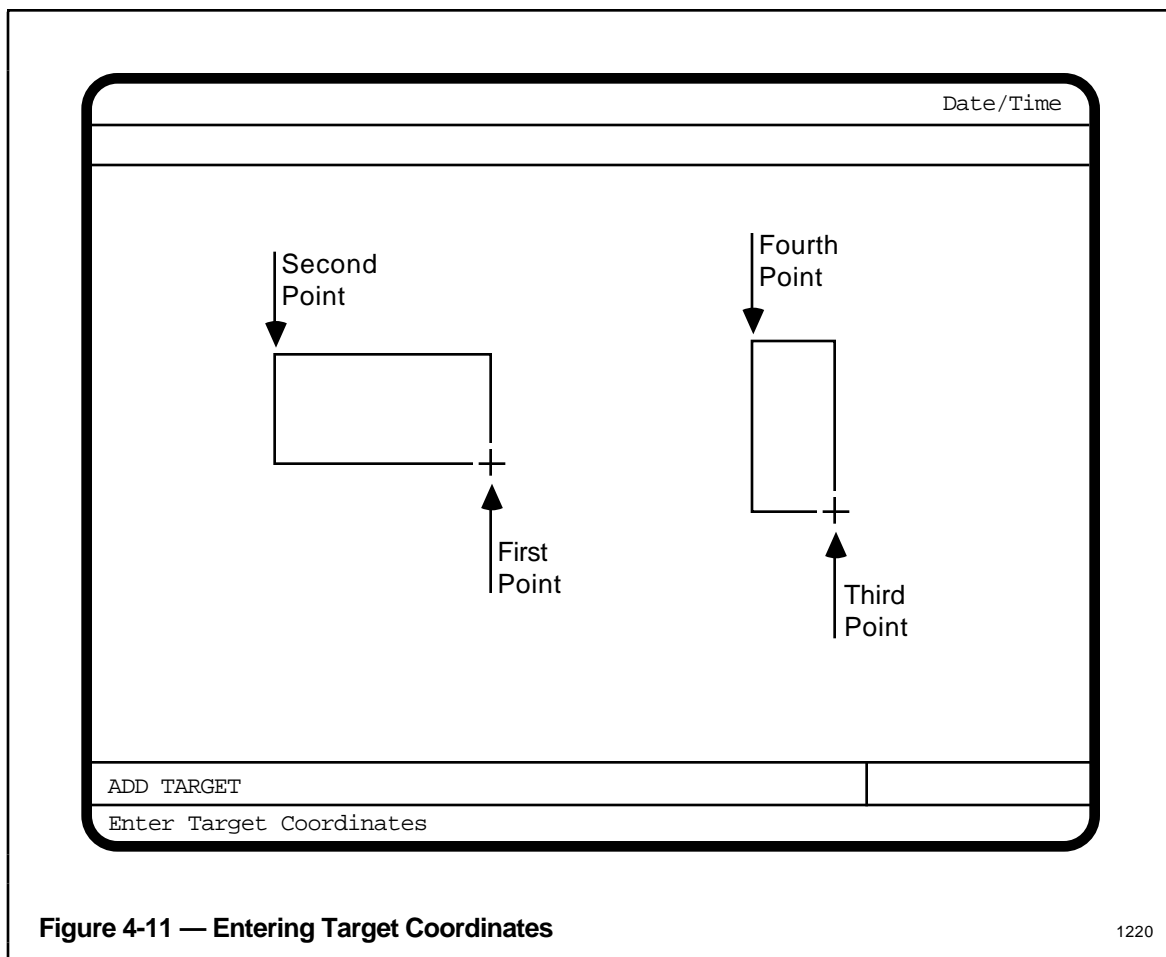 Date/Time
Second
Point
Fourth
Point
First
Point
Third
Point
ADD TARGET
Enter Target Coordinates
Figure 4-11 — Entering Target Coordinates
1220